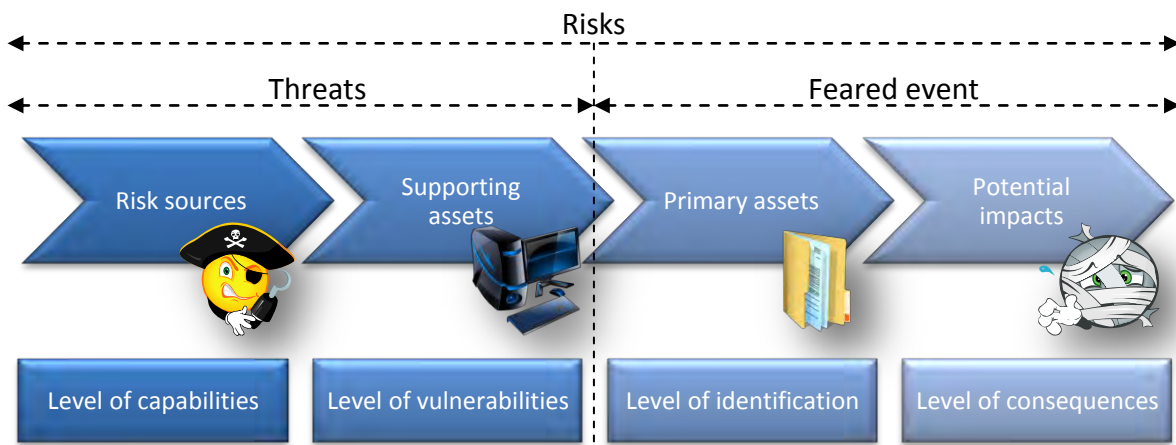 Risks
Threats
Feared event
Risk sources
Supporting
assets
Primary assets
Potential
impacts
Level of capabilities
Level of vulnerabilities
Level of identification
Level of consequences